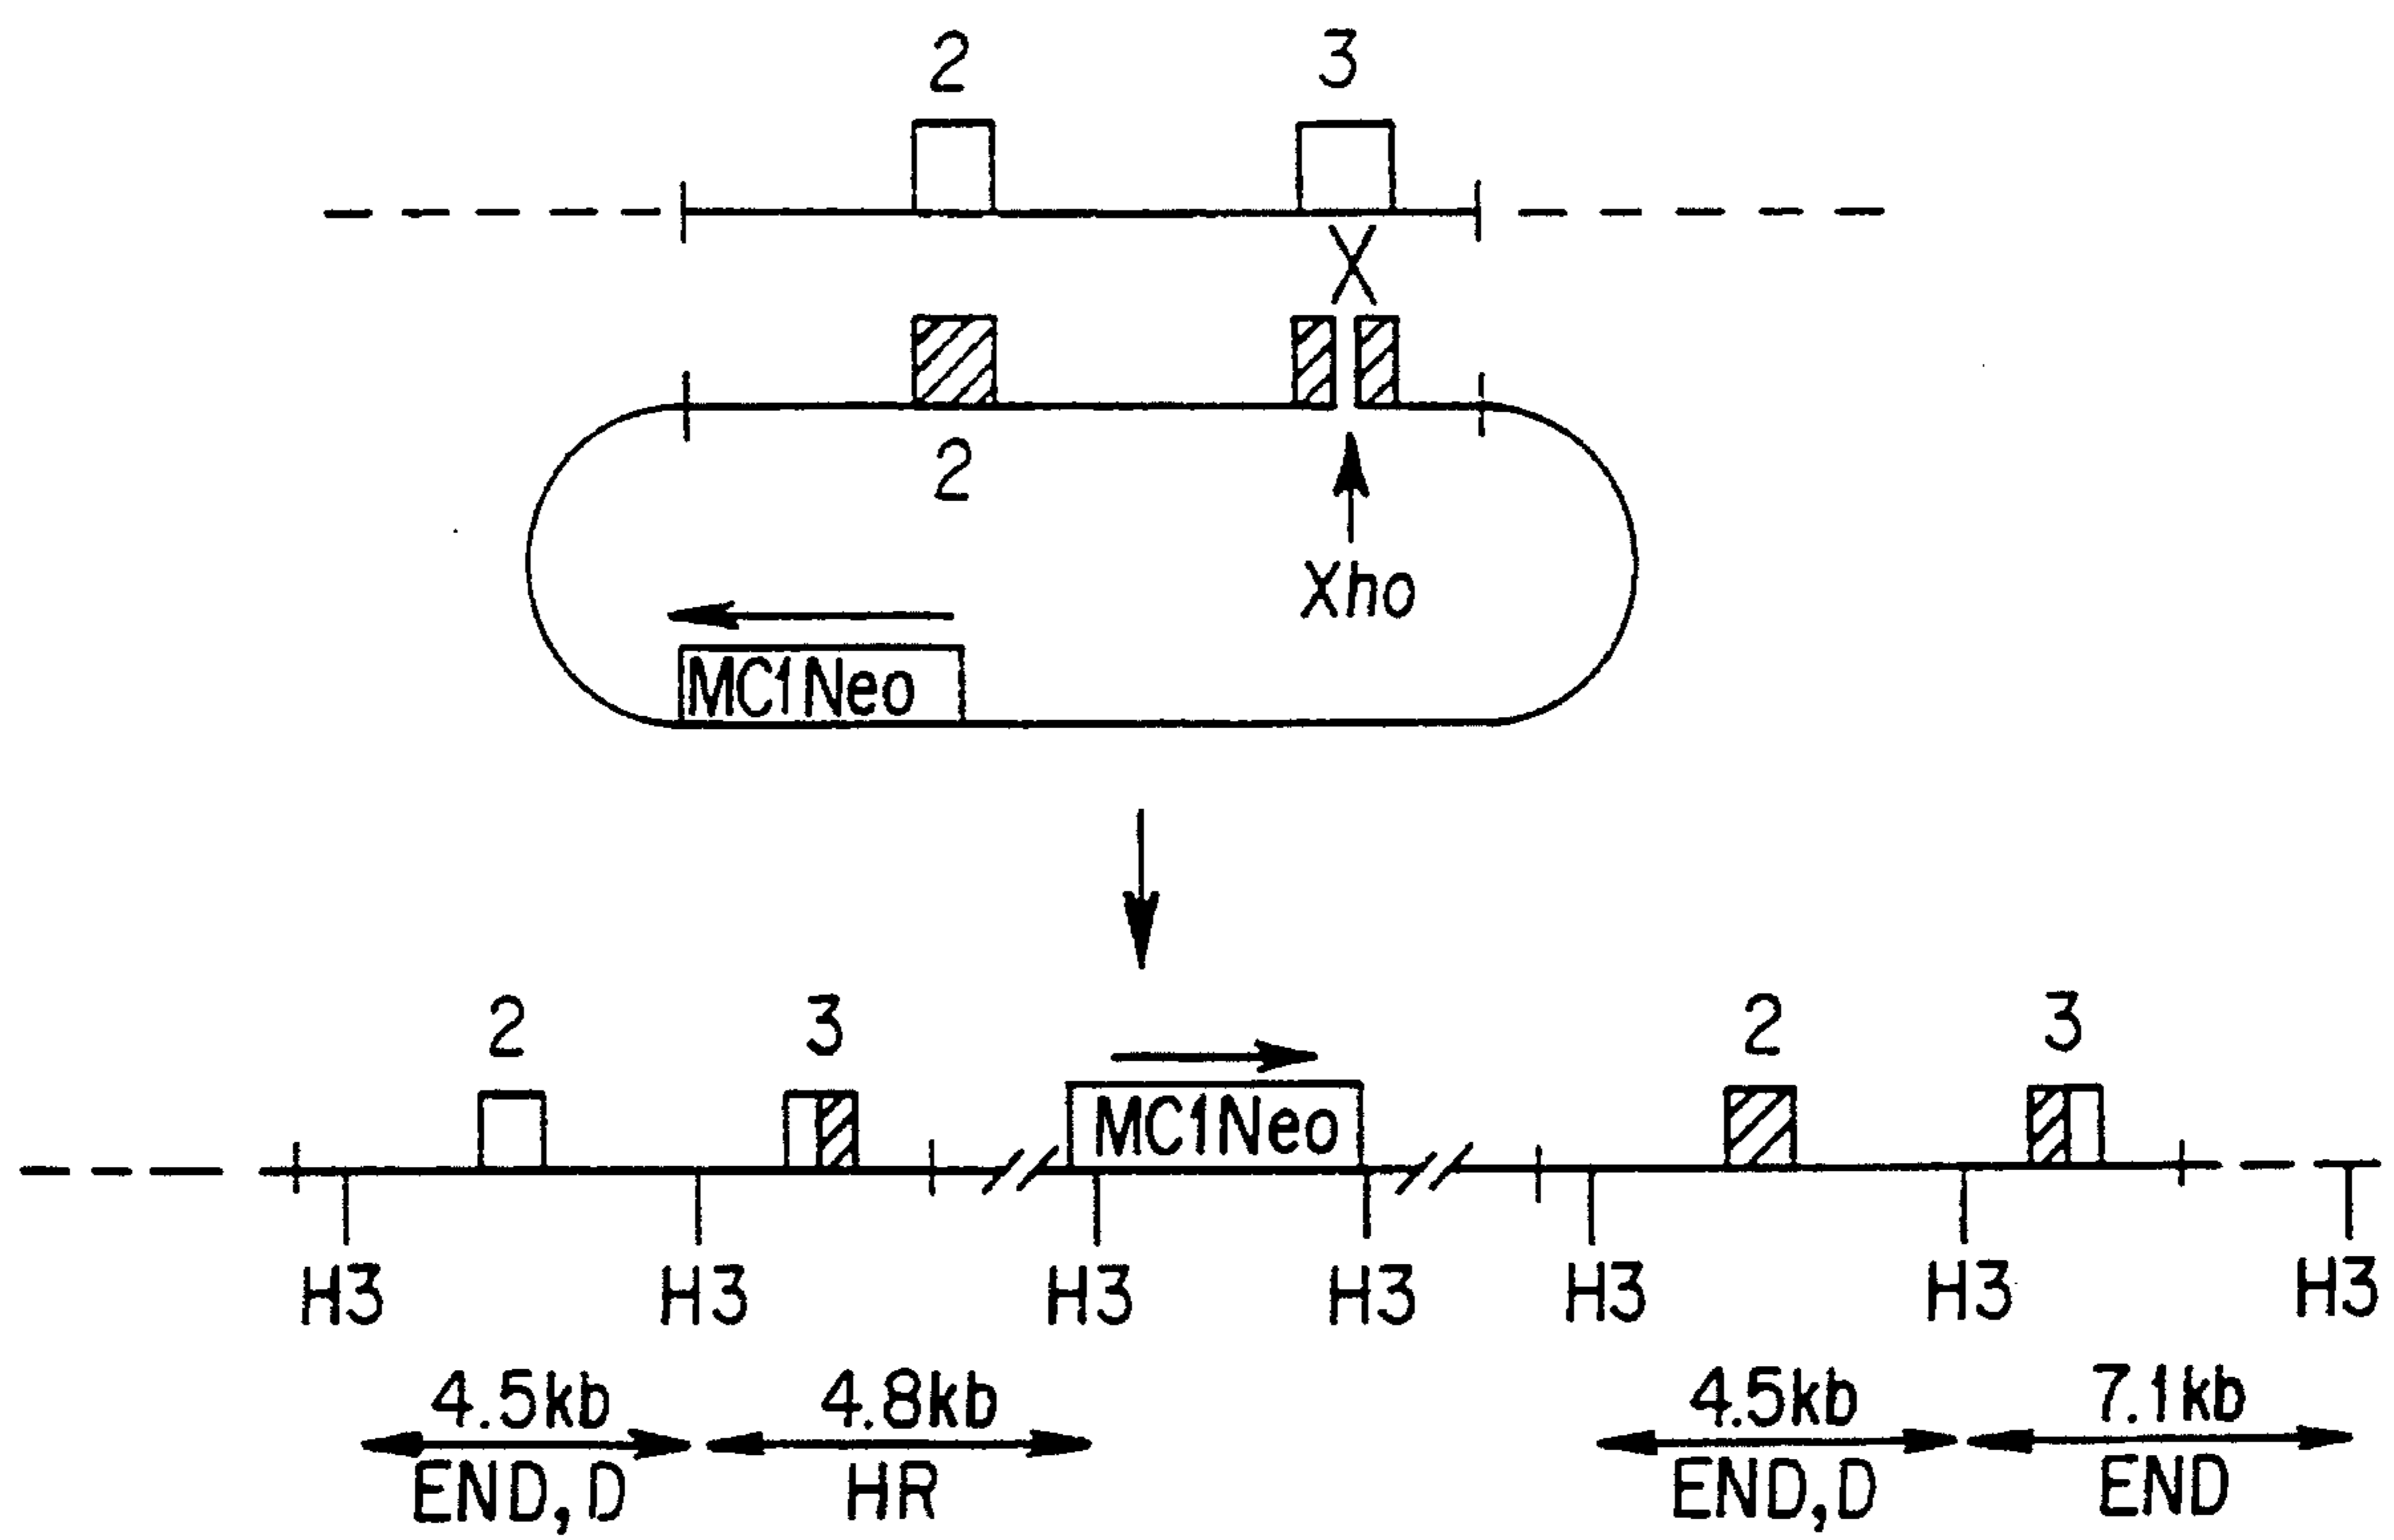 2 3
X
2
Xho
MC1Neo
2 3 MC1Neo 2 3
H3 H3 H3 H3 H3 H3 H3
4.5kb 4.8kb 4.5kb 7.1kb
END,D HR END,D END